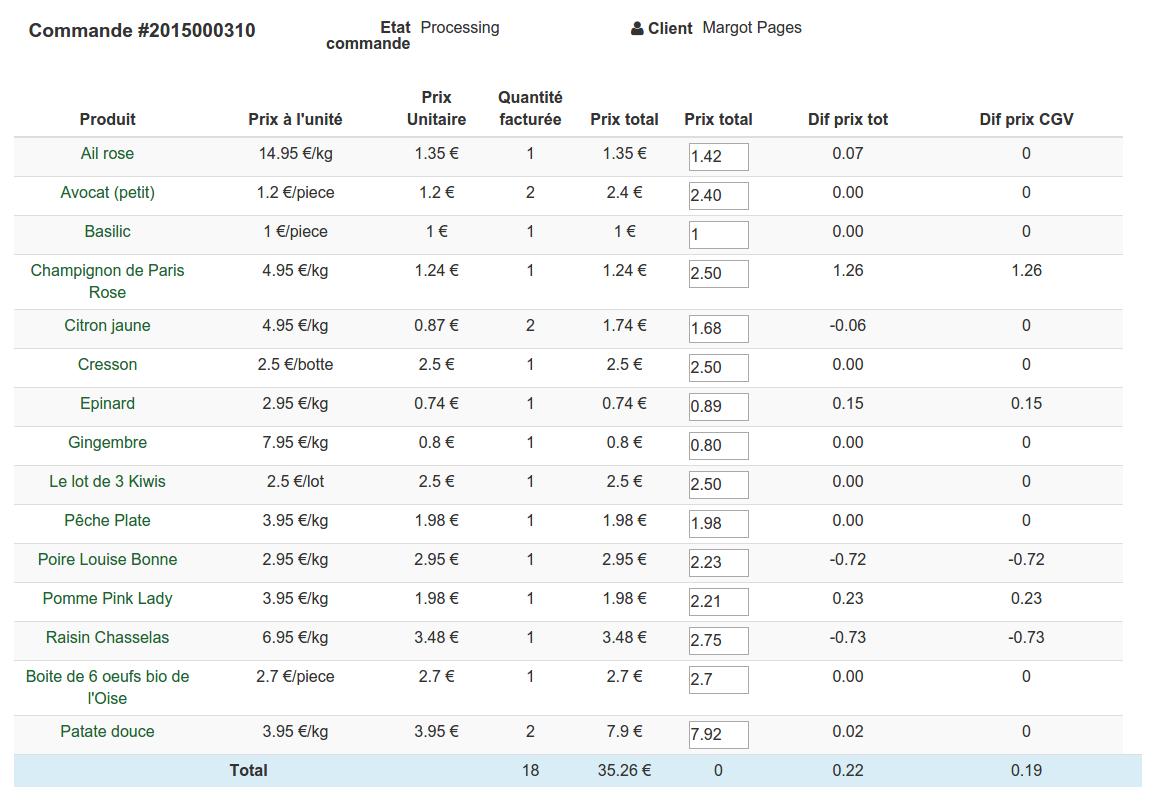 Commande #2015000310 Etat commande Processing Client Margot Pages
Produit Prix à l'unité Prix Unitaire Quantité facturée Prix total Prix total Dif prix tot Dif prix CGV
Ail rose 14.95 €/kg 1.35 € 1 1.35 € 1.42 0.07 0
Avocat (petit) 1.2 €/piece 1.2 € 2 2.4 € 2.40 0.00 0
Basilic 1 €/piece 1 € 1 1 € 1 0.00 0
Champignon de Paris Rose 4.95 €/kg 1.24 € 1 1.24 € 2.50 1.26 1.26
Citron jaune 4.95 €/kg 0.87 € 2 1.74 € 1.68 -0.06 0
Cresson 2.5 €/botte 2.5 € 1 2.5 € 2.50 0.00 0
Epinard 2.95 €/kg 0.74 € 1 0.74 € 0.89 0.15 0.15
Gingembre 7.95 €/kg 0.8 € 1 0.8 € 0.80 0.00 0
Le lot de 3 Kiwis 2.5 €/lot 2.5 € 1 2.5 € 2.50 0.00 0
Pêche Plate 3.95 €/kg 1.98 € 1 1.98 € 1.98 0.00 0
Poire Louise Bonne 2.95 €/kg 2.95 € 1 2.95 € 2.23 -0.72 -0.72
Pomme Pink Lady 3.95 €/kg 1.98 € 1 1.98 € 2.21 0.23 0.23
Raisin Chasselas 6.95 €/kg 3.48 € 1 3.48 € 2.75 -0.73 -0.73
Boite de 6 oeufs bio de l'Oise 2.7 €/piece 2.7 € 1 2.7 € 2.7 0.00 0
Patate douce 3.95 €/kg 3.95 € 2 7.9 € 7.92 0.02 0
Total 18 35.26 € 0 0.22 0.19